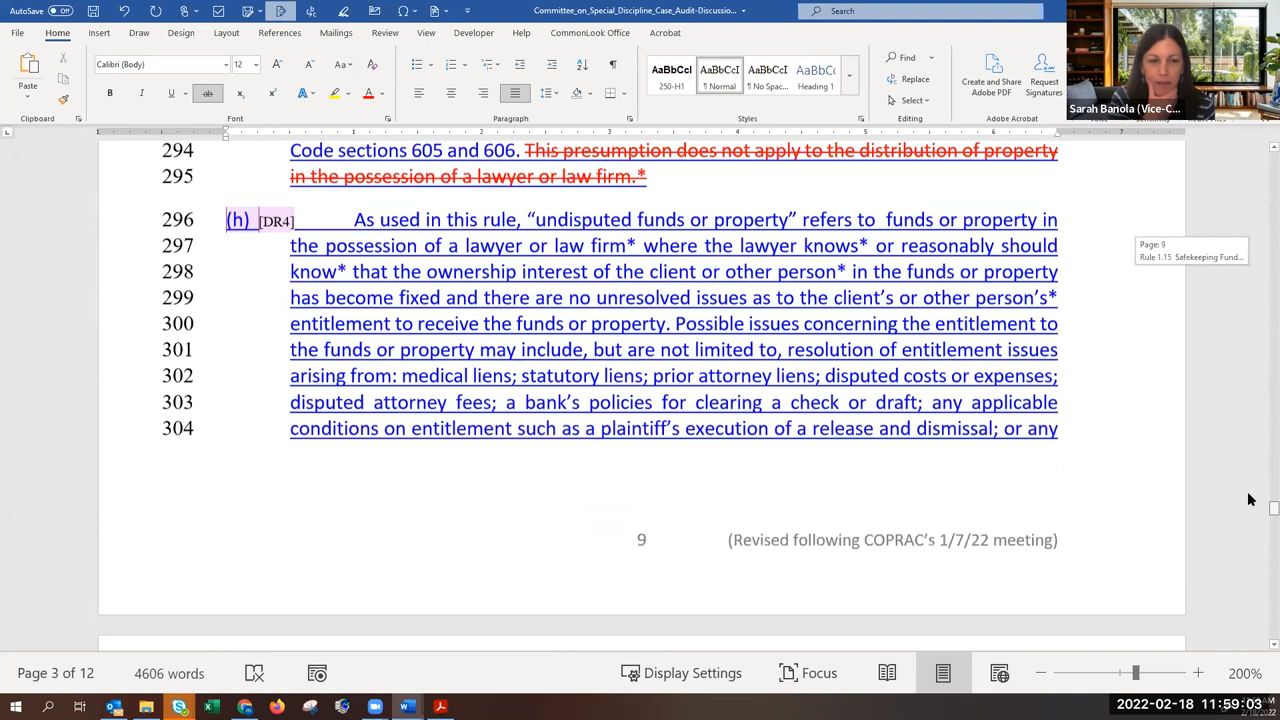 AutoSave Off
Committee_on_Special_Discipline_Case_Audit-Discussio...
Search
File Home Insert Draw Design Layout References Mailings Review View Developer Help CommonLook Office Acrobat
Paste
Clipboard
Calibri (Body) 12
Font
Paragraph
AaBbCcI AaBbCcI AaBbCcI AaBbCcI
250-H1 ¶ Normal ¶ No Spac... Heading 1
Styles
Find
Replace
Select
Editing
Create and Share Adobe PDF
Request Signatures
Adobe Acrobat
Sarah Banola (Vice-C...
1 1 2 3 4 5 6 7
294 Code sections 605 and 606. This presumption does not apply to the distribution of property
295 in the possession of a lawyer or law firm.*
296 (h) [DR4] As used in this rule, “undisputed funds or property” refers to funds or property in
297 the possession of a lawyer or law firm* where the lawyer knows* or reasonably should
298 know* that the ownership interest of the client or other person* in the funds or property
299 has become fixed and there are no unresolved issues as to the client’s or other person’s*
300 entitlement to receive the funds or property. Possible issues concerning the entitlement to
301 the funds or property may include, but are not limited to, resolution of entitlement issues
302 arising from: medical liens; statutory liens; prior attorney liens; disputed costs or expenses;
303 disputed attorney fees; a bank’s policies for clearing a check or draft; any applicable
304 conditions on entitlement such as a plaintiff’s execution of a release and dismissal; or any
Page: 9
Rule 1.15 Safekeeping Fund...
9 (Revised following COPRAC’s 1/7/22 meeting)
Page 3 of 12 4606 words Display Settings Focus 200%
2022-02-18 11:59:03